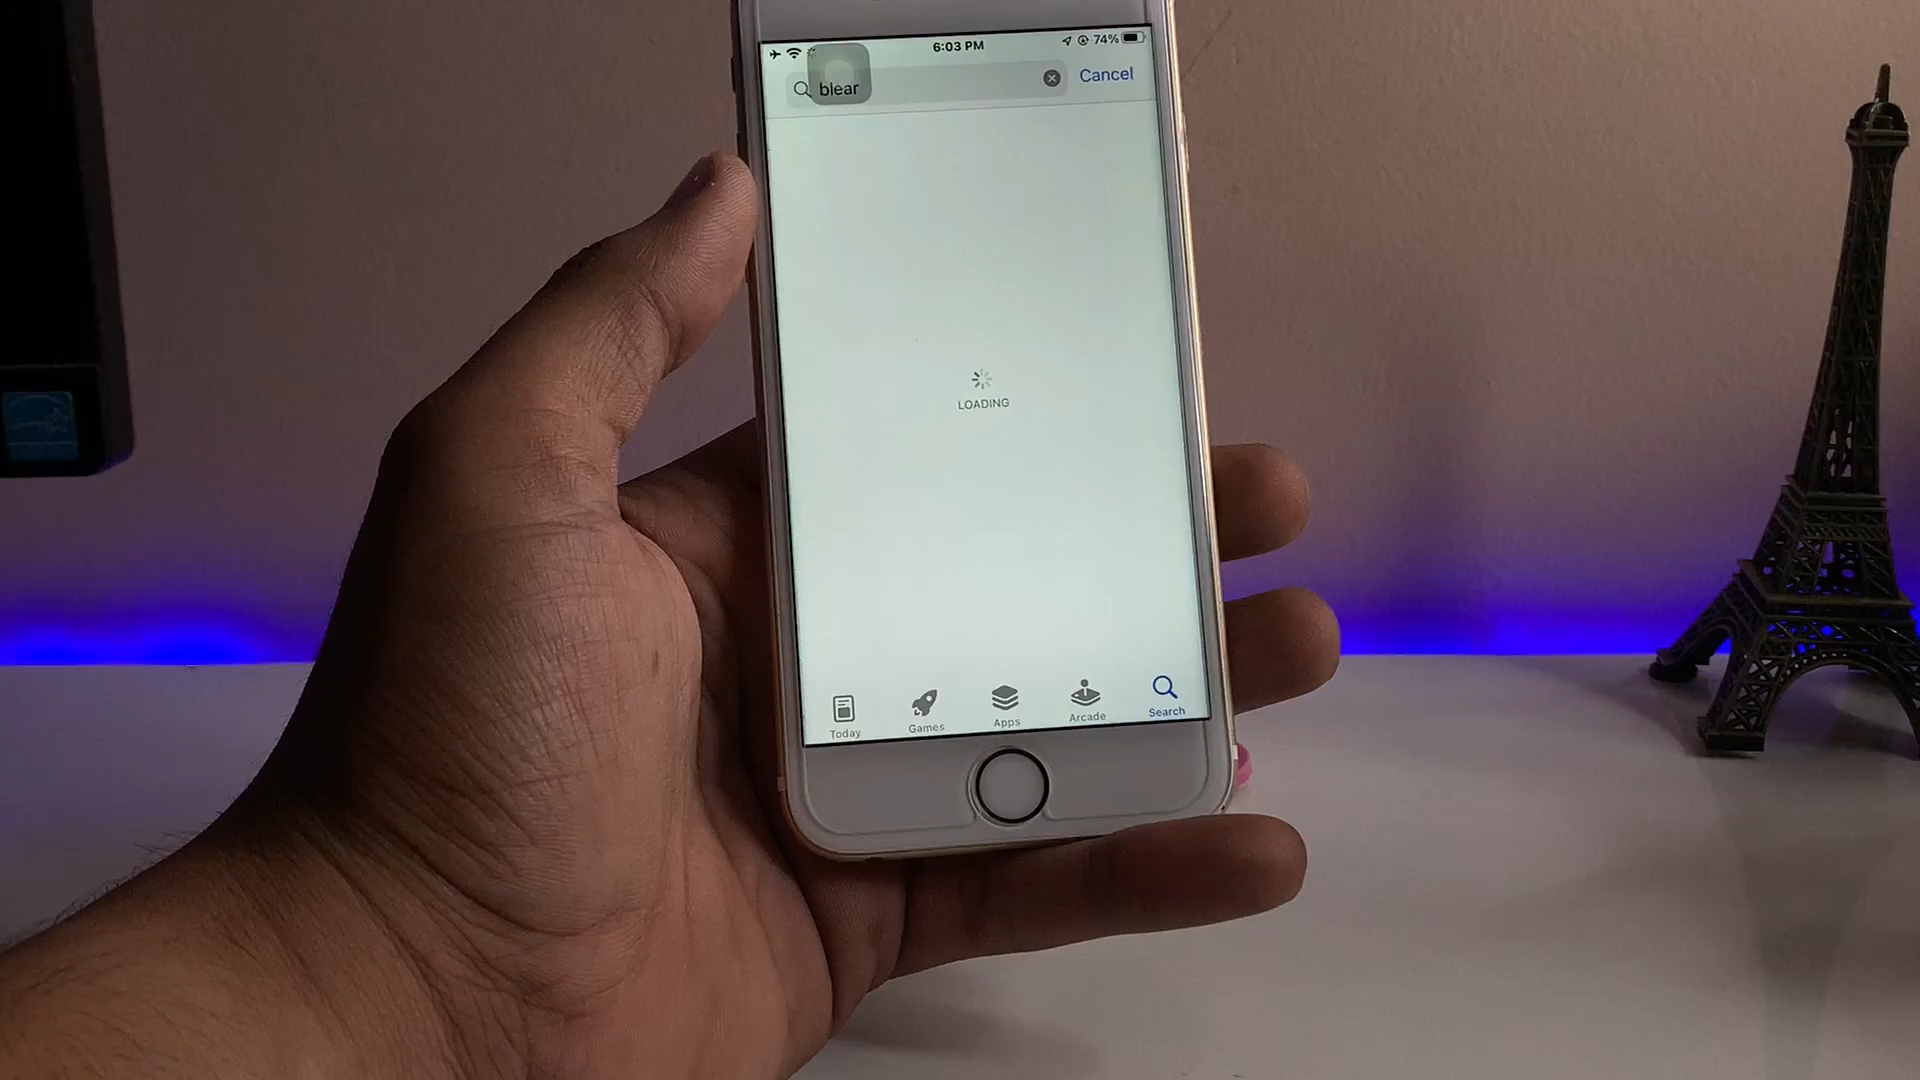 6:03 PM
74%
blear
Cancel
LOADING
Today
Games
Apps
Arcade
Search